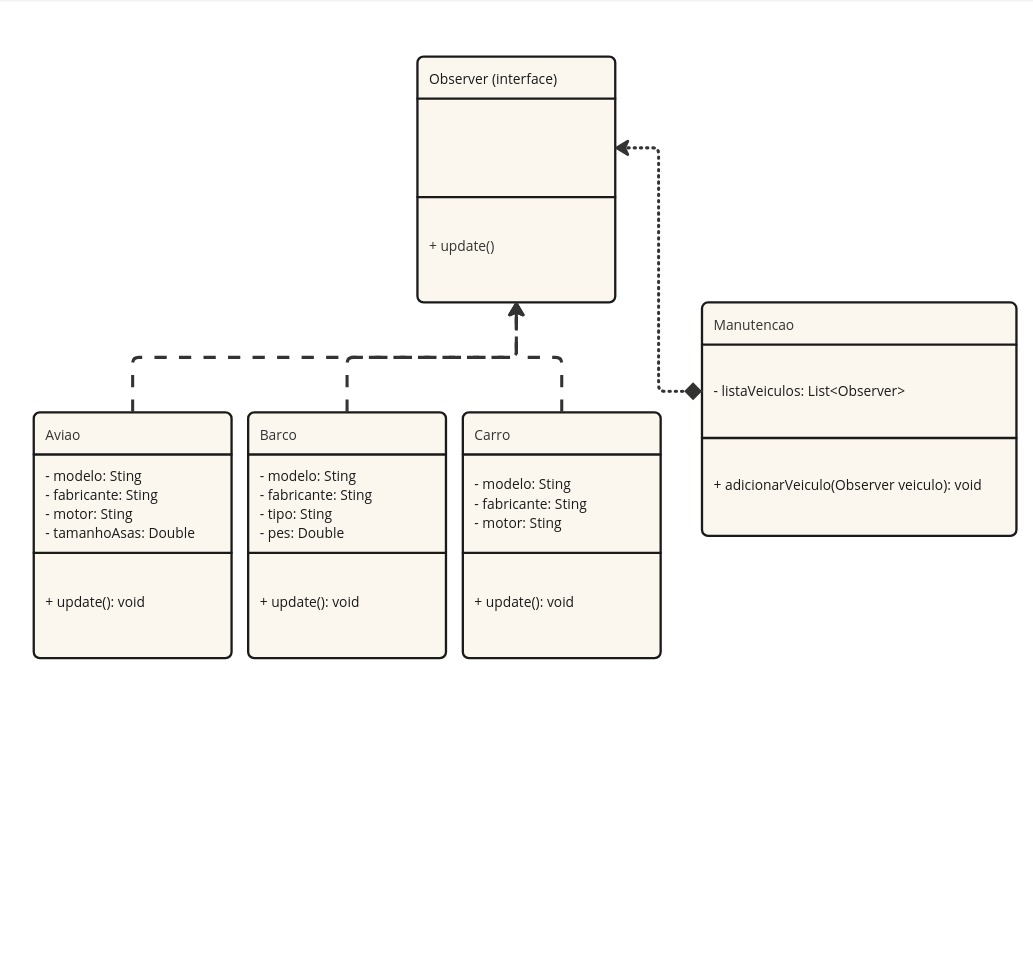 Observer (interface)
+ update()
Manutencao
- listaVeiculos: List<Observer>
+ adicionarVeiculo(Observer veiculo): void
Aviao
- modelo: Sting
- fabricante: Sting
- motor: Sting
- tamanhoAsas: Double
+ update(): void
Barco
- modelo: Sting
- fabricante: Sting
- tipo: Sting
- pes: Double
+ update(): void
Carro
- modelo: Sting
- fabricante: Sting
- motor: Sting
+ update(): void